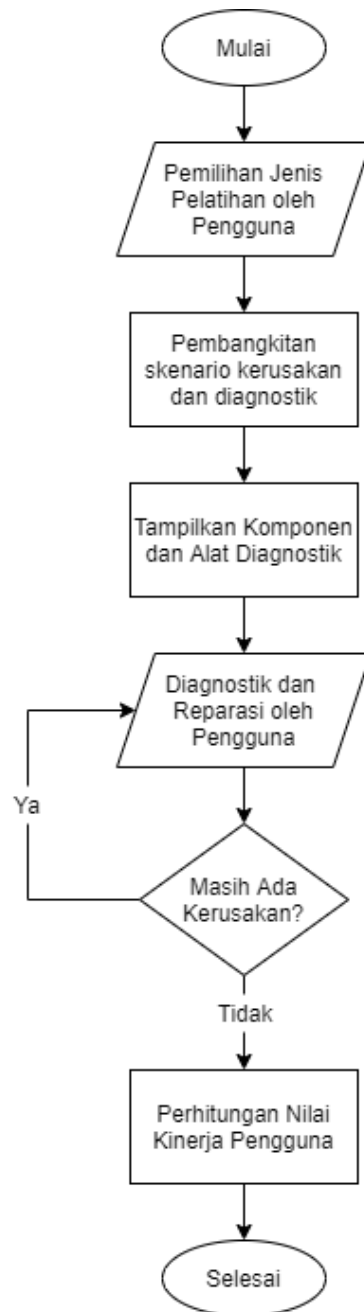 Mulai
Pemilihan Jenis
Pelatihan oleh
Pengguna
Pembangkitan
skenario kerusakan
dan diagnostik
Tampilkan Komponen
dan Alat Diagnostik
Diagnostik dan
Reparasi oleh
Pengguna
Ya
Masih Ada
Kerusakan?
Tidak
Perhitungan Nilai
Kinerja Pengguna
Selesai